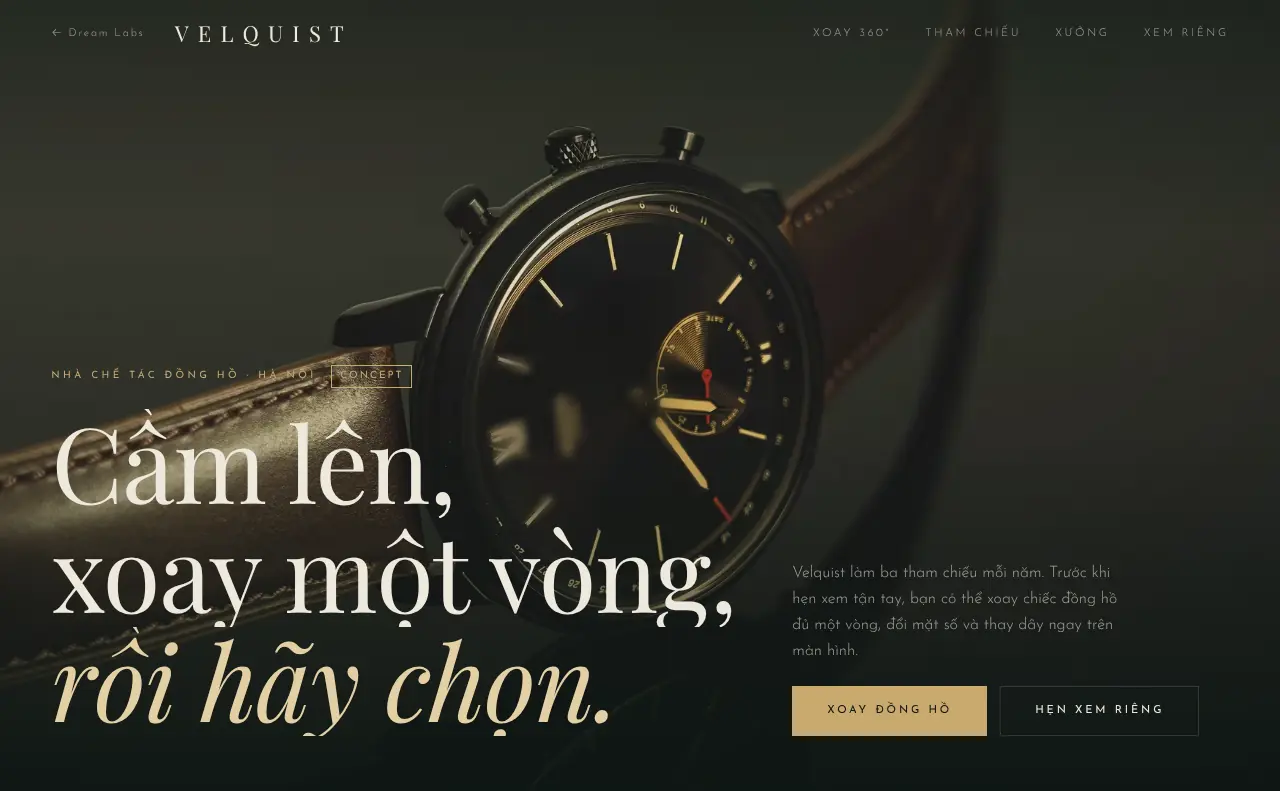 ← Dream Labs
VELQUIST
XOAY 360°
THAM CHIẾU
XƯỞNG
XEM RIÊNG
NHÀ CHẾ TÁC ĐỒNG HỒ · HÀ NỘI
CONCEPT
Cầm lên,
xoay một vòng,
rồi hãy chọn.
Velquist làm ba tham chiếu mỗi năm. Trước khi
hẹn xem tận tay, bạn có thể xoay chiếc đồng hồ
đủ một vòng, đổi mặt số và thay dây ngay trên
màn hình.
XOAY ĐỒNG HỒ
HẸN XEM RIÊNG